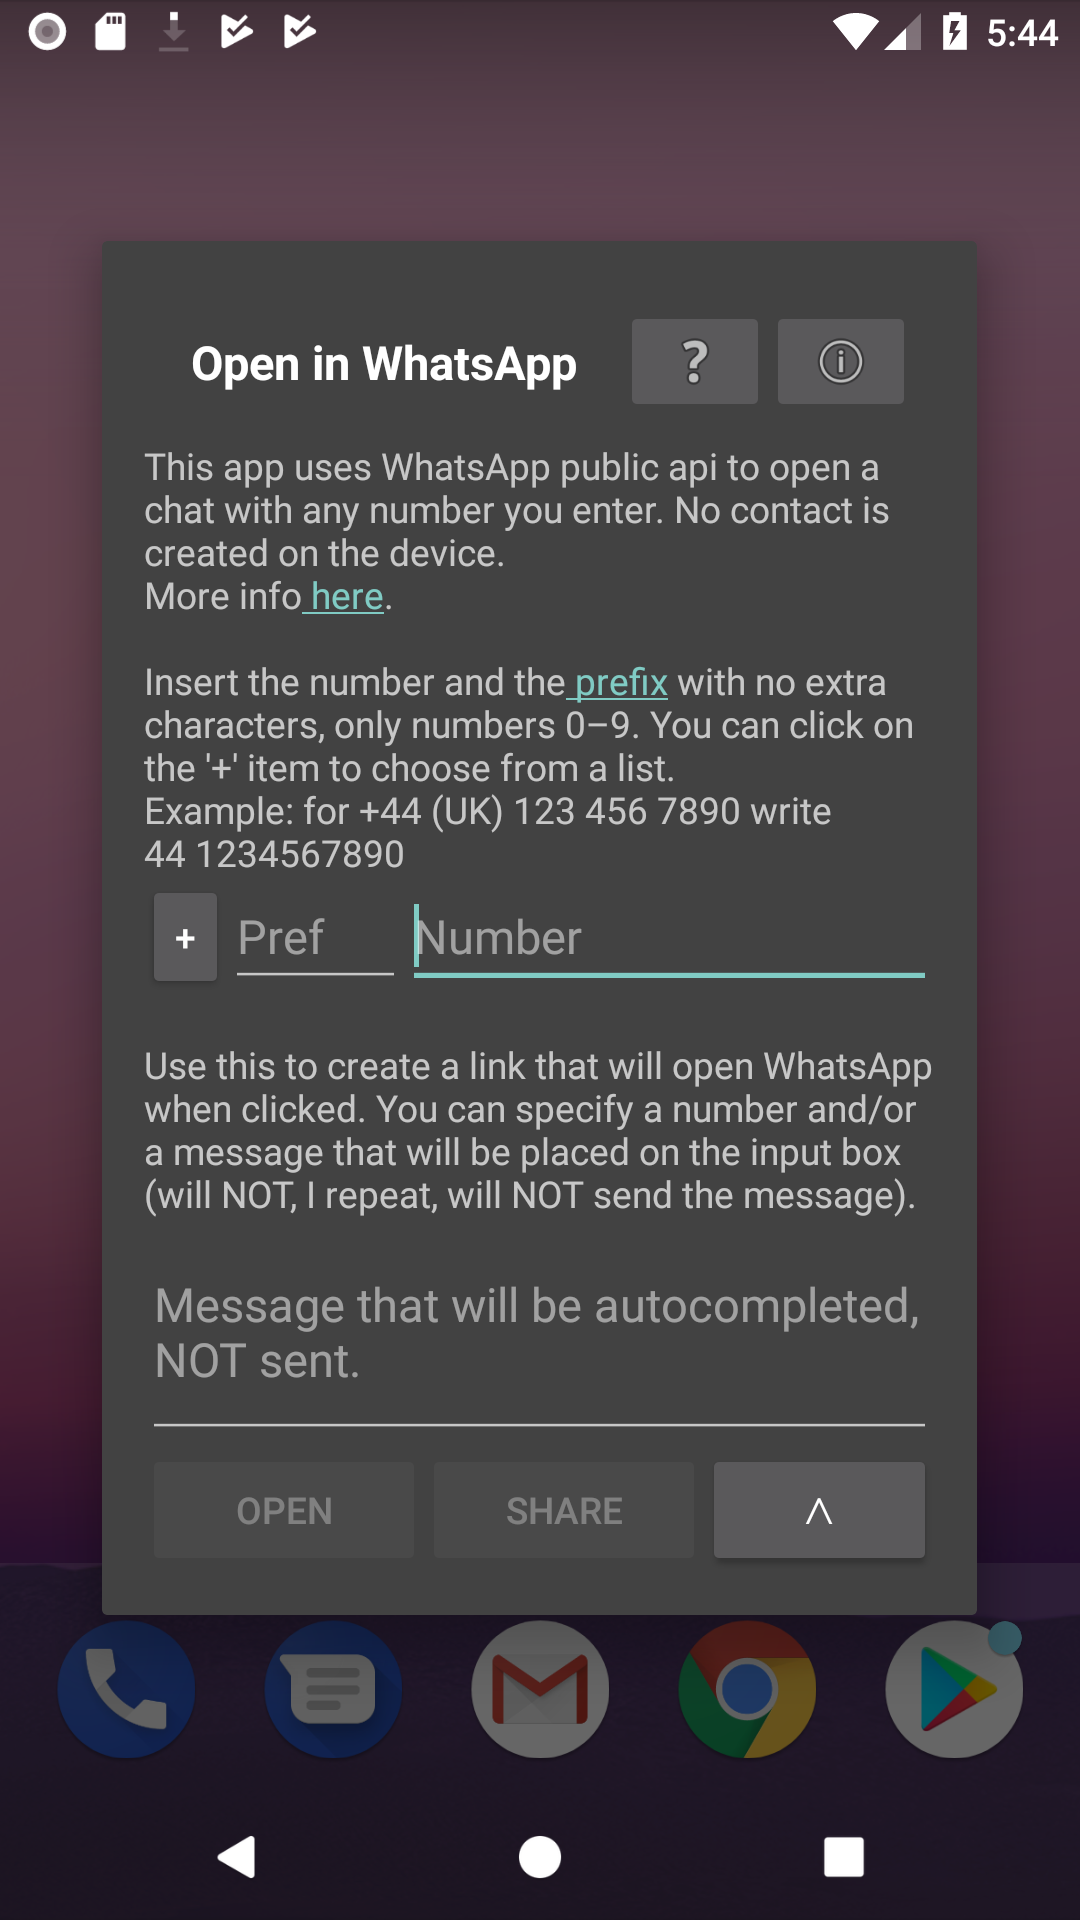 5:44
Open in WhatsApp
?
This app uses WhatsApp public api to open a
chat with any number you enter. No contact is
created on the device.
More info here.
Insert the number and the prefix with no extra
characters, only numbers 0–9. You can click on
the '+' item to choose from a list.
Example: for +44 (UK) 123 456 7890 write
44 1234567890
+ Pref Number
Use this to create a link that will open WhatsApp
when clicked. You can specify a number and/or
a message that will be placed on the input box
(will NOT, I repeat, will NOT send the message).
Message that will be autocompleted,
NOT sent.
OPEN SHARE ^